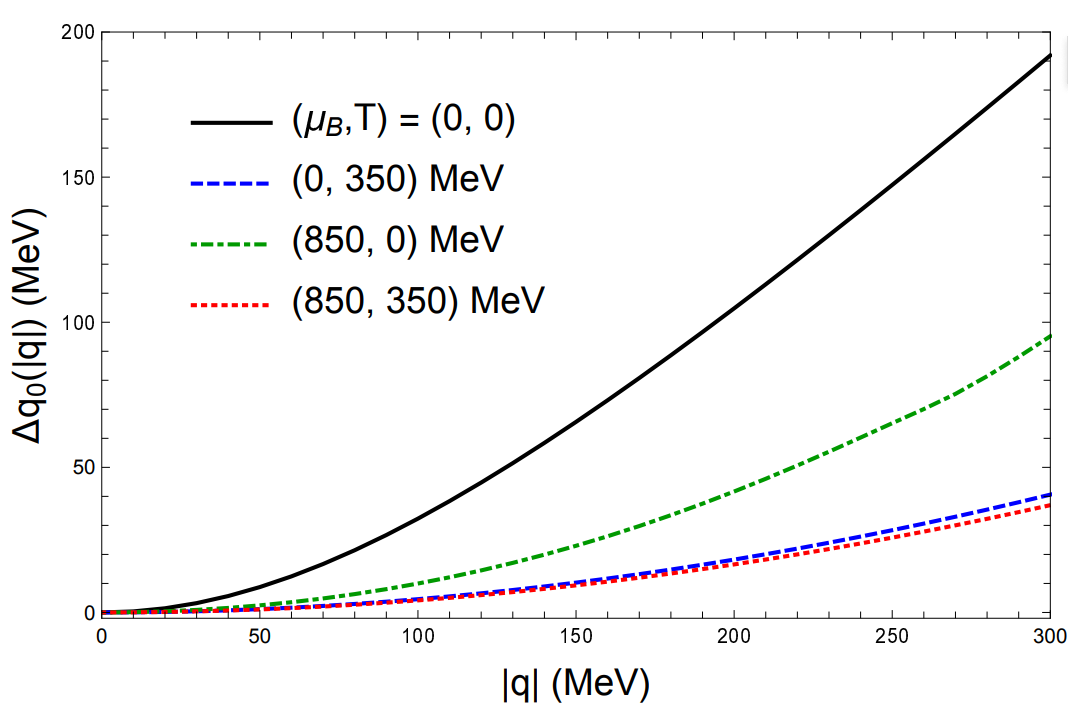 200
150
100
50
0
Δq0(|q|) (MeV)
(μB,T) = (0, 0)
(0, 350) MeV
(850, 0) MeV
(850, 350) MeV
0 50 100 150 200 250 300
|q| (MeV)